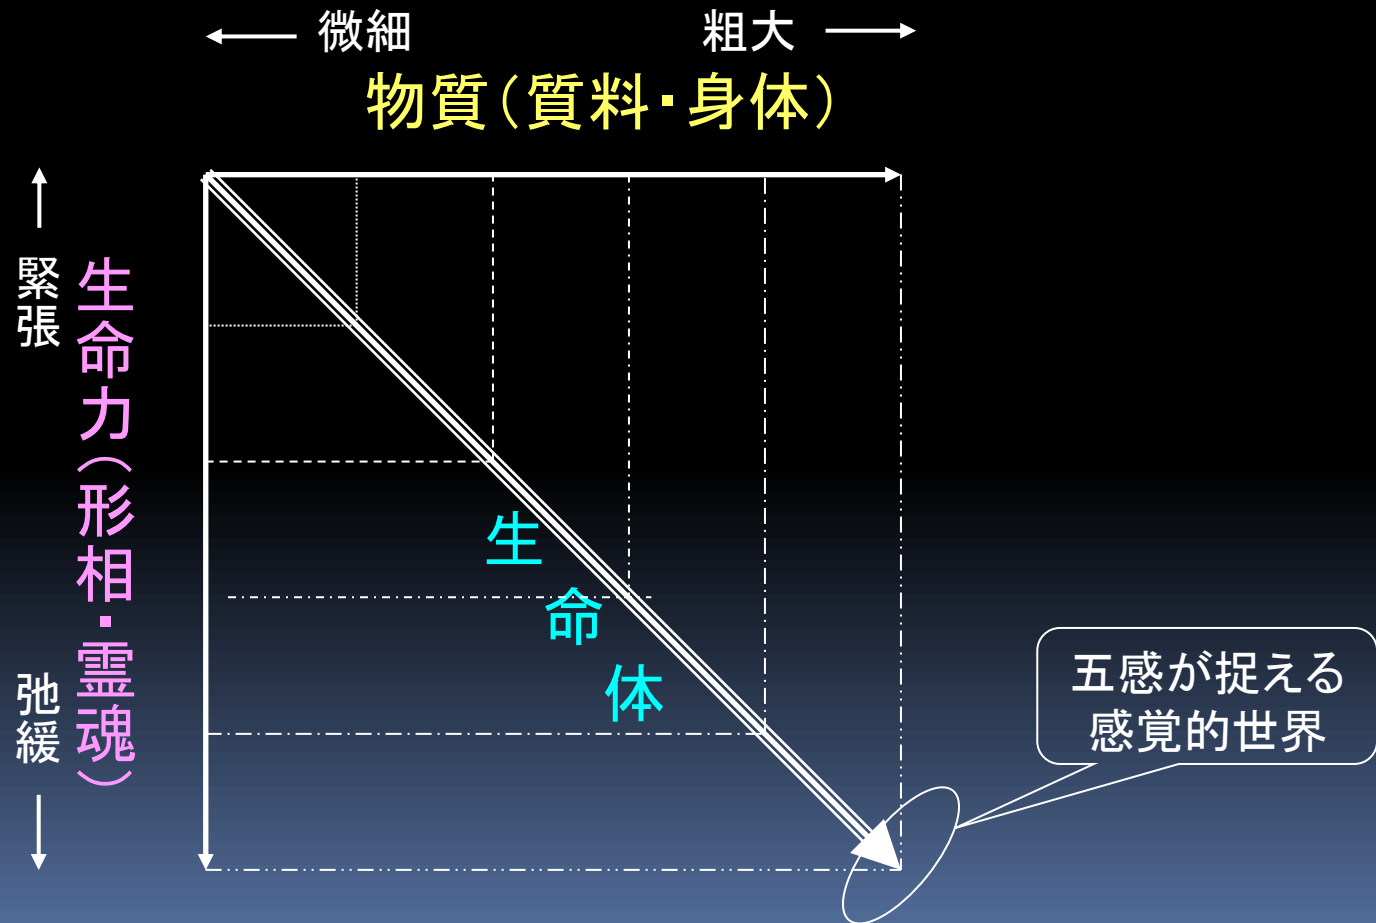 微細
粗大
物質（質料・身体）
緊張
生命力（形相・霊魂）
弛緩
生命体
五感が捉える
感覚的世界